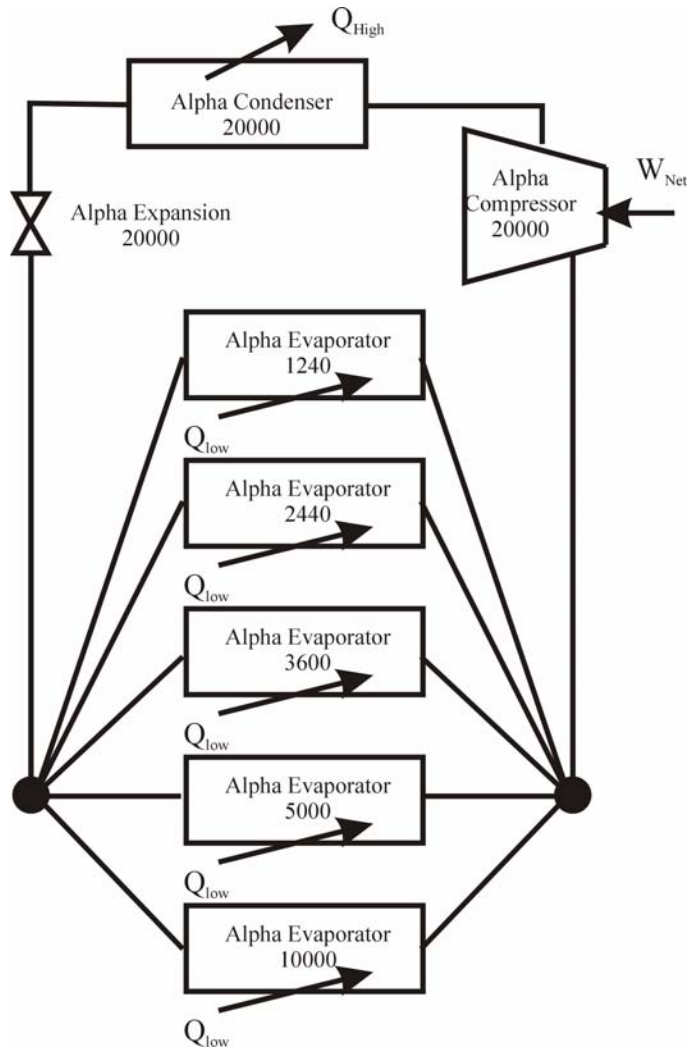 Q_High
Alpha Condenser
20000
Alpha
Compressor
20000
W_Net
Alpha Expansion
20000
Alpha Evaporator
1240
Q_low
Alpha Evaporator
2440
Q_low
Alpha Evaporator
3600
Q_low
Alpha Evaporator
5000
Q_low
Alpha Evaporator
10000
Q_low